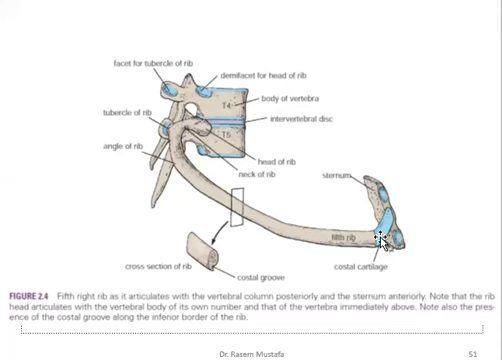 facet for tubercle of rib
demifacet for head of rib
T4
body of vertebra
tubercle of rib
intervertebral disc
T5
angle of rib
head of rib
neck of rib
sternum
fifth rib
cross section of rib
costal groove
costal cartilage
FIGURE 2.4 Fifth right rib as it articulates with the vertebral column posteriorly and the sternum anteriorly. Note that the rib
head articulates with the vertebral body of its own number and that of the vertebra immediately above. Note also the pres-
ence of the costal groove along the inferior border of the rib.
Dr. Rasem Mustafa
51